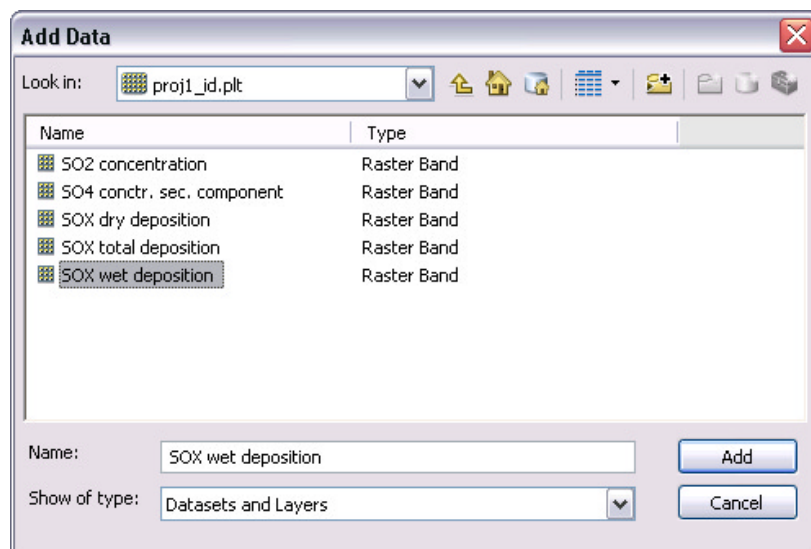 Add Data
Look in: proj1_id.plt
Name Type
SO2 concentration Raster Band
SO4 conctr. sec. component Raster Band
SOX dry deposition Raster Band
SOX total deposition Raster Band
SOX wet deposition Raster Band
Name: SOX wet deposition Add
Show of type: Datasets and Layers Cancel